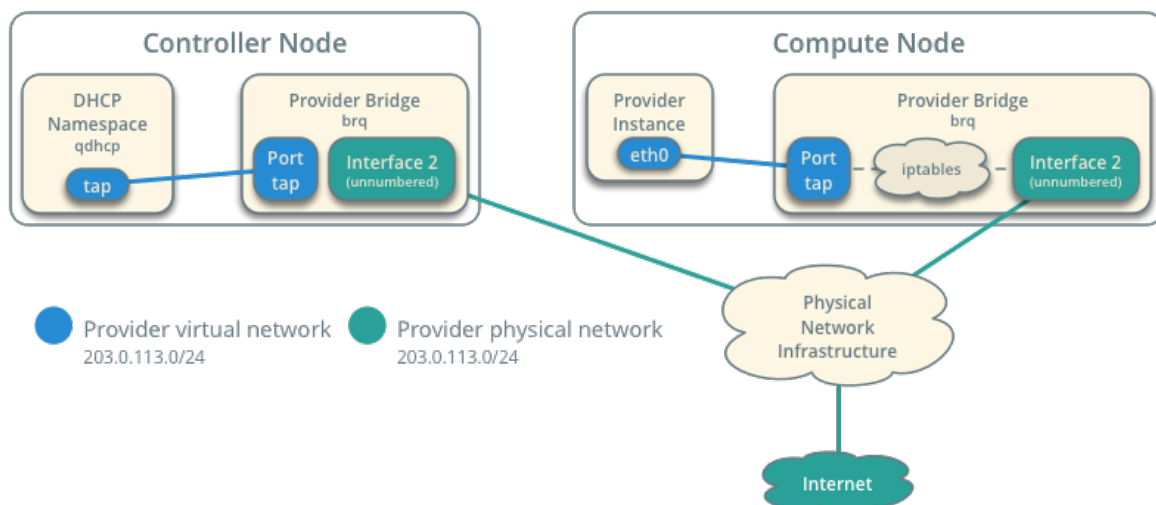 Controller Node
DHCP
Namespace
qdhcp
tap
Provider Bridge
brq
Port
tap
Interface 2
(unnumbered)
Compute Node
Provider
Instance
eth0
Provider Bridge
brq
Port
tap
iptables
Interface 2
(unnumbered)
Physical
Network
Infrastructure
Internet
Provider virtual network
203.0.113.0/24
Provider physical network
203.0.113.0/24